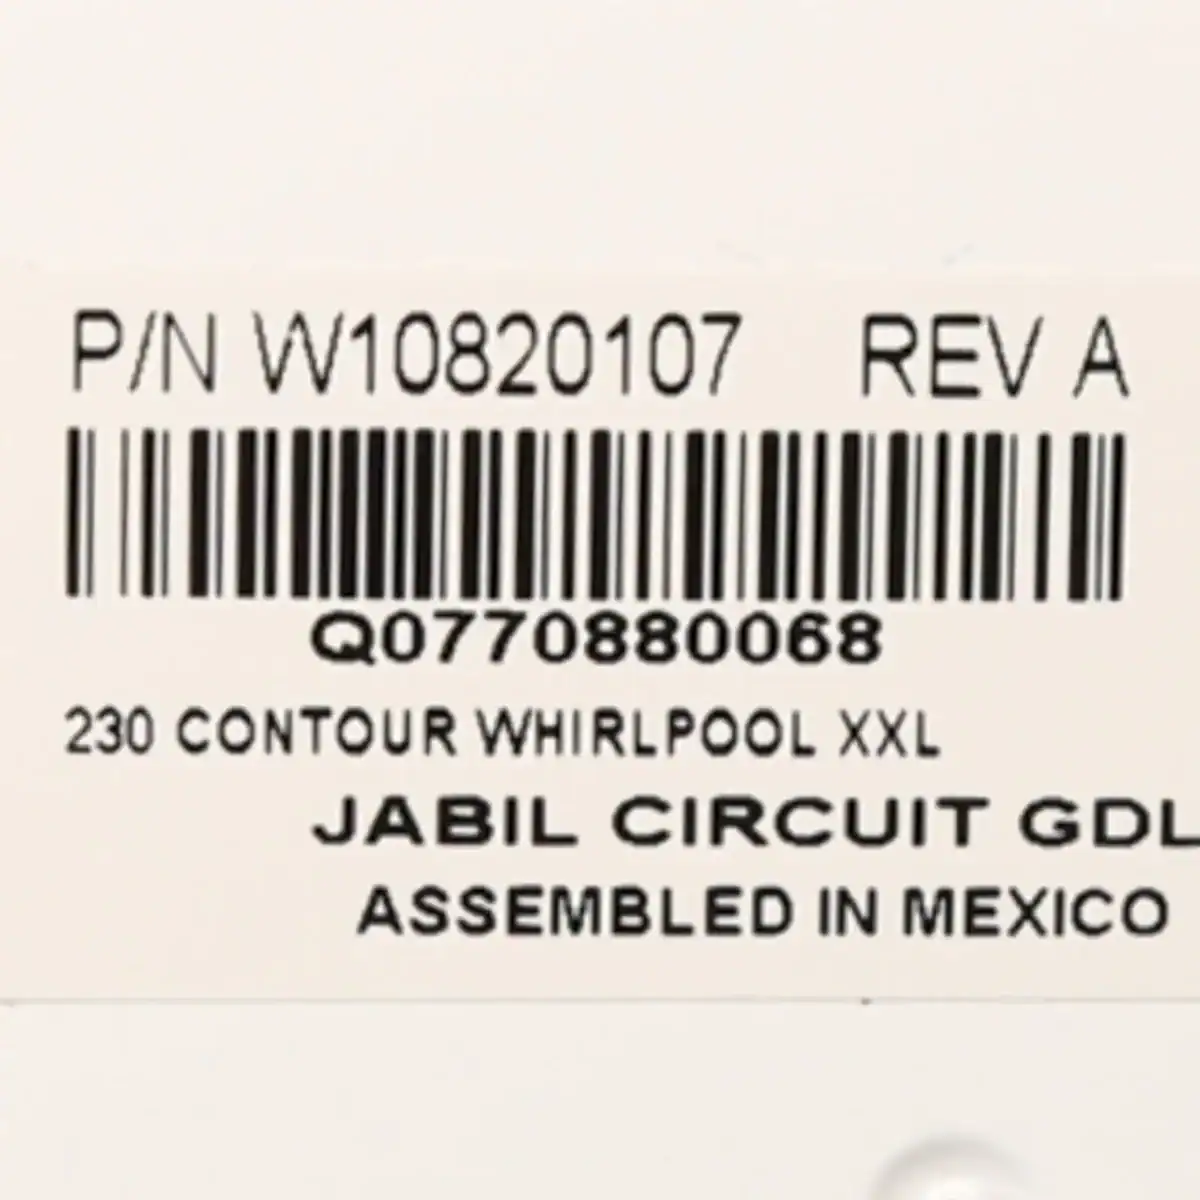 P/N W10820107 REV A
Q0770880068
230 CONTOUR WHIRLPOOL XXL
JABIL CIRCUIT GDL
ASSEMBLED IN MEXICO